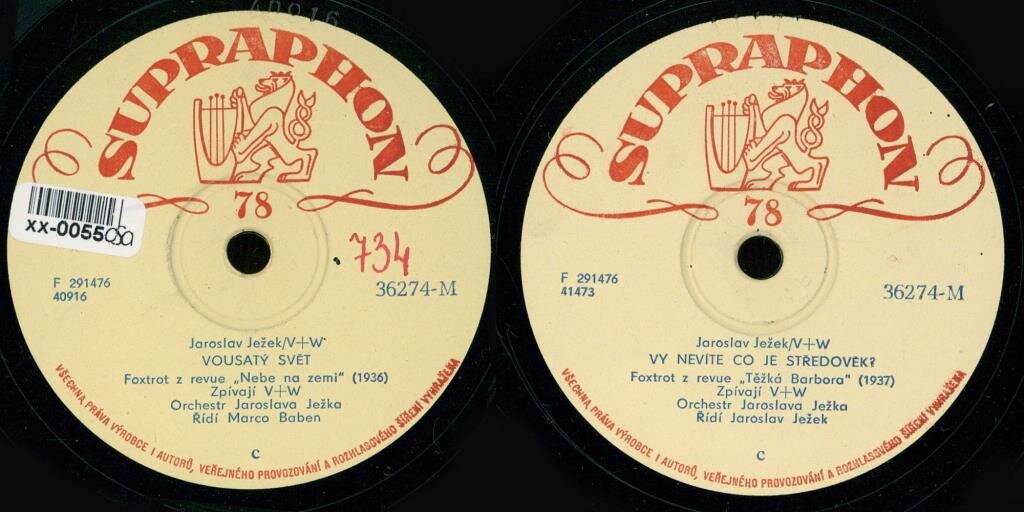 40916
SUPRAPHON
78
xx-0055
734
F 291476
40916
36274-M
Jaroslav Ježek/V+W
VOUSATÝ SVĚT
Foxtrot z revue „Nebe na zemi" (1936)
Zpívají V+W
Orchestr Jaroslava Ježka
Řídí Marco Baben
c
VŠECHNA PRÁVA VÝROBCE I AUTORŮ, VEŘEJNÉHO PROVOZOVÁNÍ A ROZHLASOVÉHO ŠÍŘENÍ VYHRAŽENA
SUPRAPHON
78
F 291476
41473
36274-M
Jaroslav Ježek/V+W
VY NEVÍTE CO JE STŘEDOVĚK?
Foxtrot z revue „Těžká Barbora" (1937)
Zpívají V+W
Orchestr Jaroslava Ježka
Řídí Jaroslav Ježek
c
VŠECHNA PRÁVA VÝROBCE I AUTORŮ, VEŘEJNÉHO PROVOZOVÁNÍ A ROZHLASOVÉHO ŠÍŘENÍ VYHRAŽENA